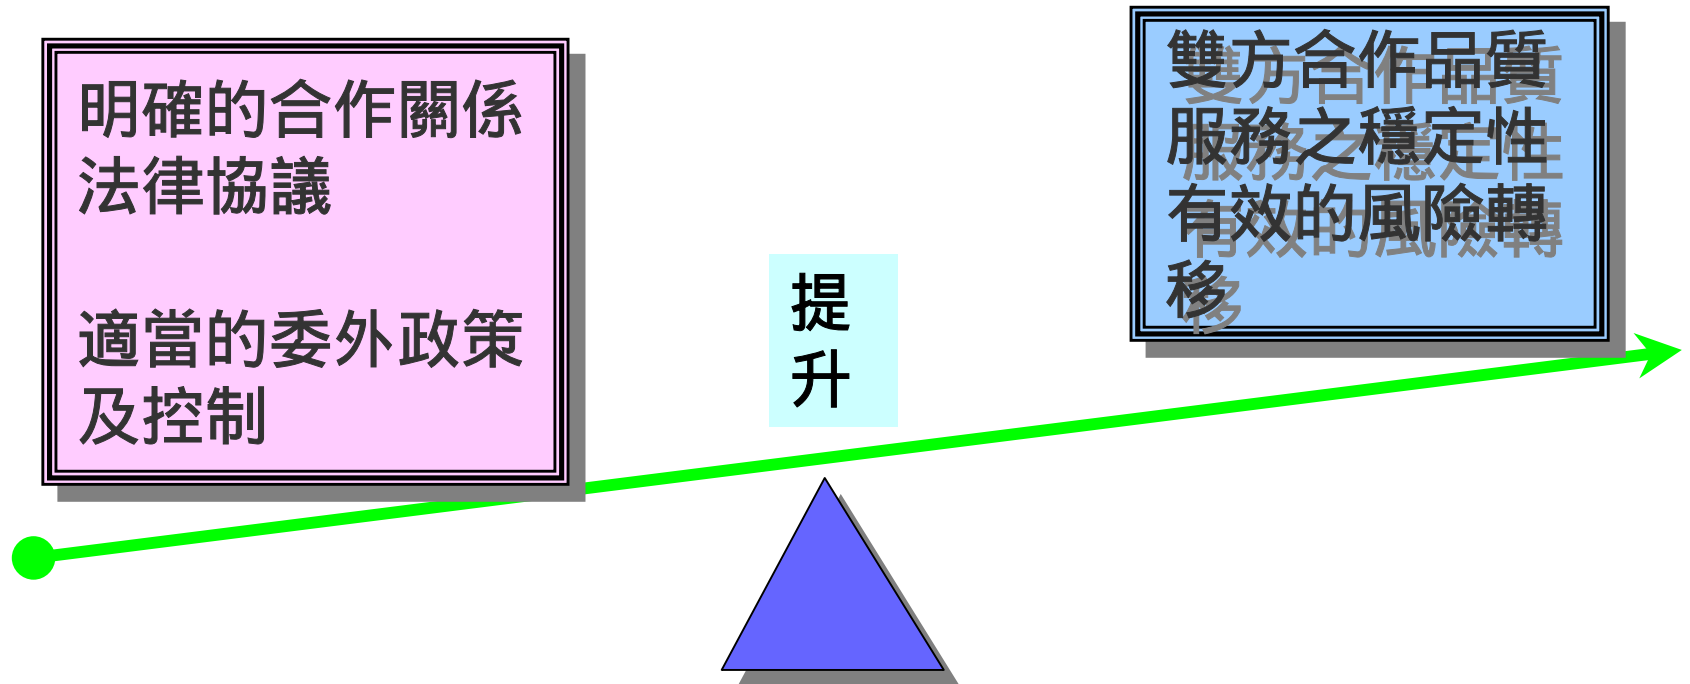 明確的合作關係
法律協議
適當的委外政策
及控制
提
升
雙方合作品質
服務之穩定性
有效的風險轉
移